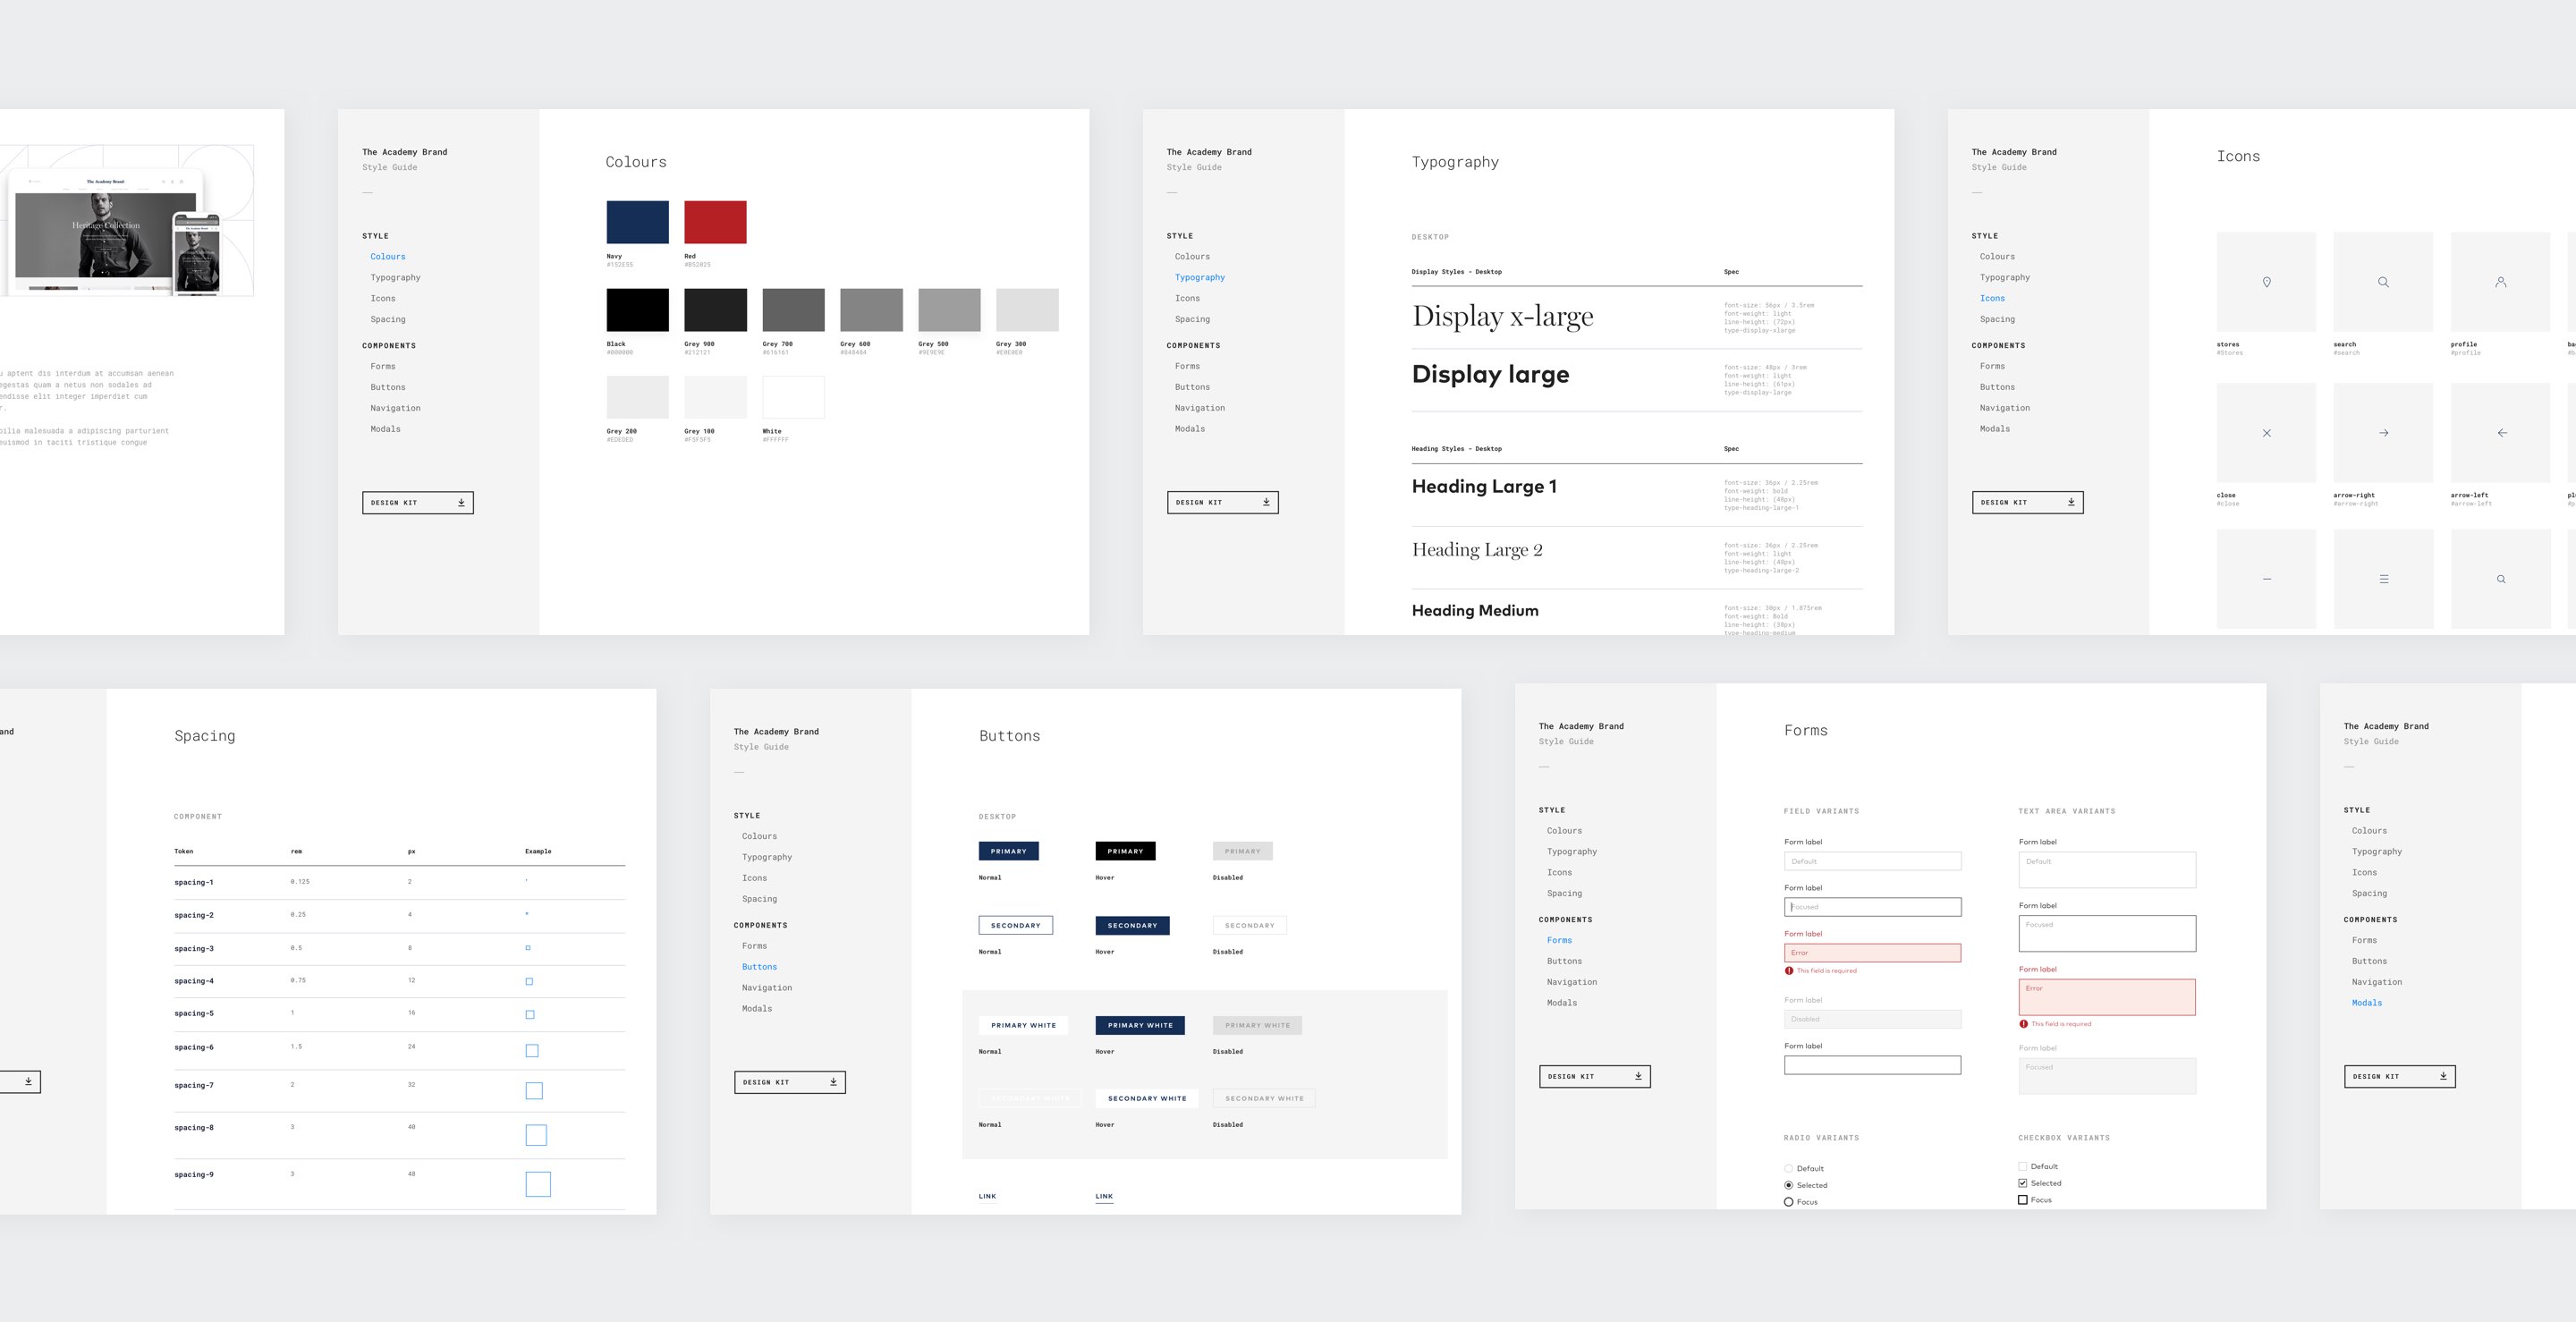 The Academy Brand
Heritage Collection
The Academy Brand
u aptent dis interdum at accumsan aenean
egestas quam a netus non sodales ad
endisse elit integer imperdiet cum
r.
bilia malesuada a adipiscing parturient
euismod in taciti tristique congue
The Academy Brand
Style Guide
STYLE
Colours
Typography
Icons
Spacing
COMPONENTS
Forms
Buttons
Navigation
Modals
DESIGN KIT
Colours
Navy
#152E55
Red
#B52025
Black
#000000
Grey 900
#212121
Grey 700
#616161
Grey 600
#848484
Grey 500
#9E9E9E
Grey 300
#E0E0E0
Grey 200
#EDEDED
Grey 100
#F5F5F5
White
#FFFFFF
The Academy Brand
Style Guide
STYLE
Colours
Typography
Icons
Spacing
COMPONENTS
Forms
Buttons
Navigation
Modals
DESIGN KIT
Typography
DESKTOP
Display Styles - Desktop Spec
Display x-large
font-size: 56px / 3.5rem
font-weight: light
line-height: (72px)
type-display-xlarge
Display large
font-size: 48px / 3rem
font-weight: light
line-height: (61px)
type-display-large
Heading Styles - Desktop Spec
Heading Large 1
font-size: 36px / 2.25rem
font-weight: bold
line-height: (48px)
type-heading-large-1
Heading Large 2
font-size: 36px / 2.25rem
font-weight: light
line-height: (48px)
type-heading-large-2
Heading Medium
font-size: 30px / 1.875rem
font-weight: Bold
line-height: (38px)
type-heading-medium
The Academy Brand
Style Guide
STYLE
Colours
Typography
Icons
Spacing
COMPONENTS
Forms
Buttons
Navigation
Modals
DESIGN KIT
Icons
stores
#Stores
search
#search
profile
#profile
ba
#b
close
#close
arrow-right
#arrow-right
arrow-left
#arrow-left
pl
#p
and
Spacing
COMPONENT
Token rem px Example
spacing-1 0.125 2
spacing-2 0.25 4
spacing-3 0.5 8
spacing-4 0.75 12
spacing-5 1 16
spacing-6 1.5 24
spacing-7 2 32
spacing-8 3 40
spacing-9 3 48
The Academy Brand
Style Guide
STYLE
Colours
Typography
Icons
Spacing
COMPONENTS
Forms
Buttons
Navigation
Modals
DESIGN KIT
Buttons
DESKTOP
PRIMARY PRIMARY PRIMARY
Normal Hover Disabled
SECONDARY SECONDARY SECONDARY
Normal Hover Disabled
PRIMARY WHITE PRIMARY WHITE PRIMARY WHITE
Normal Hover Disabled
SECONDARY WHITE SECONDARY WHITE SECONDARY WHITE
Normal Hover Disabled
LINK LINK
The Academy Brand
Style Guide
STYLE
Colours
Typography
Icons
Spacing
COMPONENTS
Forms
Buttons
Navigation
Modals
DESIGN KIT
Forms
FIELD VARIANTS
Form label
Default
Form label
Focused
Form label
Error
This field is required
Form label
Disabled
Form label
TEXT AREA VARIANTS
Form label
Default
Form label
Focused
Form label
Error
This field is required
Form label
Focused
RADIO VARIANTS
Default
Selected
Focus
CHECKBOX VARIANTS
Default
Selected
Focus
The Academy Brand
Style Guide
STYLE
Colours
Typography
Icons
Spacing
COMPONENTS
Forms
Buttons
Navigation
Modals
DESIGN KIT